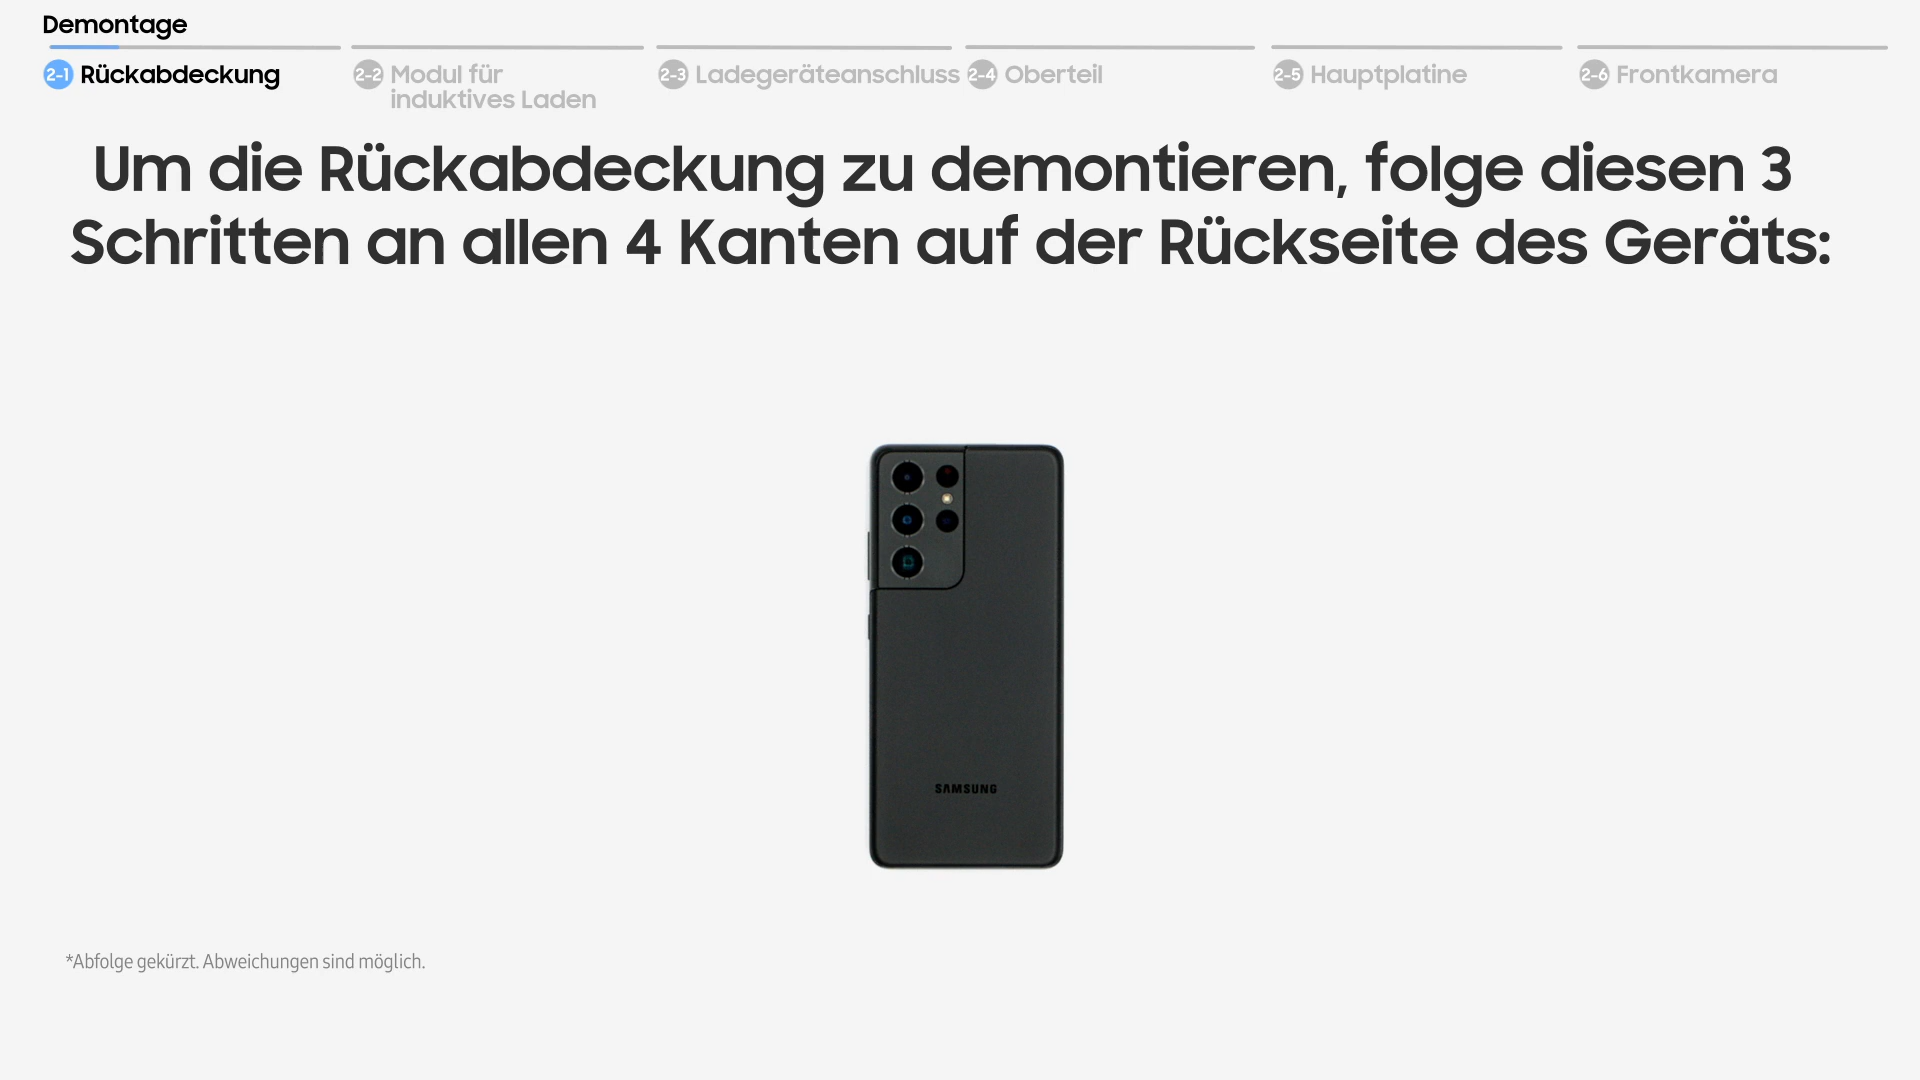 Demontage
2-1 Rückabdeckung
2-2 Modul für
induktives Laden
2-3 Ladegeräteanschluss
2-4 Oberteil
2-5 Hauptplatine
2-6 Frontkamera
Um die Rückabdeckung zu demontieren, folge diesen 3
Schritten an allen 4 Kanten auf der Rückseite des Geräts:
SAMSUNG
*Abfolge gekürzt. Abweichungen sind möglich.